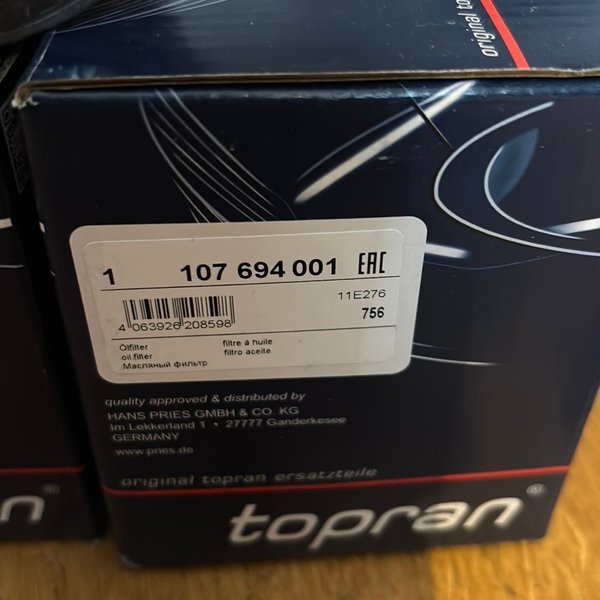 original to
1 107 694 001 EAC
11E276
4 063926 208598 756
Ölfilter filtre à huile
oil filter filtro aceite
Масляный фильтр
quality approved & distributed by
HANS PRIES GMBH & CO. KG
Im Lekkerland 1 • 27777 Ganderkesee
GERMANY
www.pries.de
original topran ersatzteile
topran®
n®